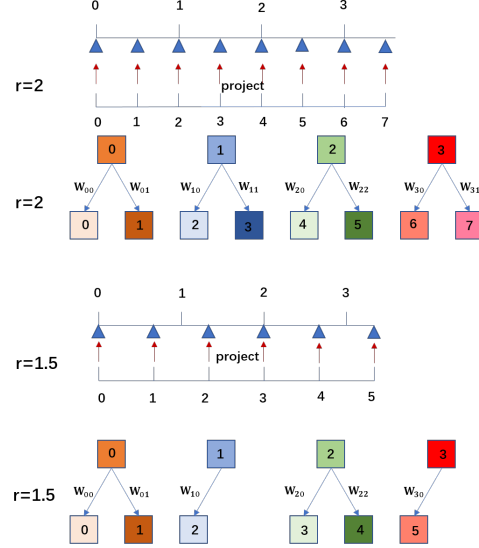 0 1 2 3
r=2
project
0 1 2 3 4 5 6 7
0 1 2 3
r=2
W00 W01 W10 W11 W20 W22 W30 W31
0 1 2 3 4 5 6 7
0 1 2 3
r=1.5
project
0 1 2 3 4 5
0 1 2 3
r=1.5
W00 W01 W10 W20 W22 W30
0 1 2 3 4 5